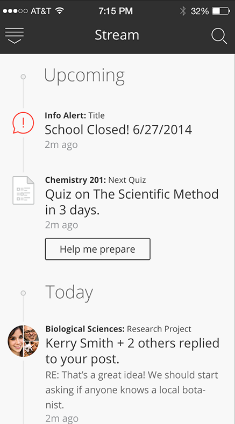 AT&T 7:15 PM 32%
Stream
Upcoming
Info Alert: Title
School Closed! 6/27/2014
2m ago
Chemistry 201: Next Quiz
Quiz on The Scientific Method
in 3 days.
2m ago
Help me prepare
Today
Biological Sciences: Research Project
Kerry Smith + 2 others replied
to your post.
RE: That's a great idea! We should start
asking if anyone knows a local bota-
nist.
2m ago